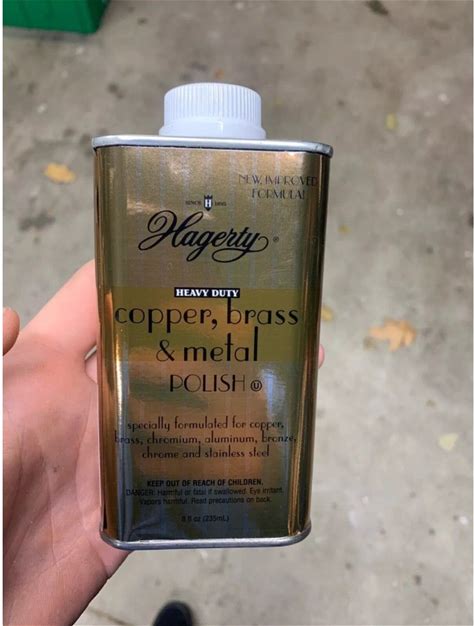 NEW, IMPROVED
FORMULA!
SINCE H 1895
Hagerty®
HEAVY DUTY
copper, brass
& metal
POLISH U
specially formulated for copper,
brass, chromium, aluminum, bronze,
chrome and stainless steel
KEEP OUT OF REACH OF CHILDREN.
DANGER: Harmful or fatal if swallowed. Eye irritant.
Vapors harmful. Read precautions on back.
8 fl oz (235mL)